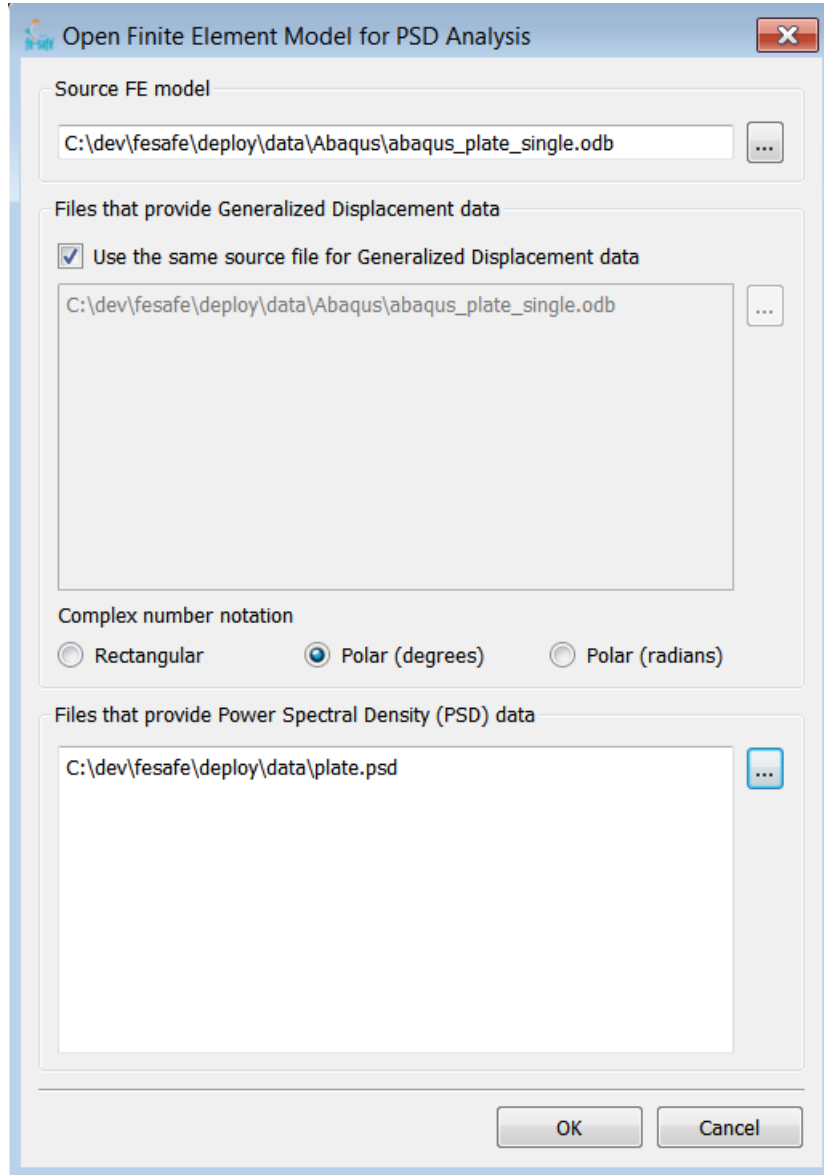 Open Finite Element Model for PSD Analysis
Source FE model
C:\dev\fesafe\deploy\data\Abaqus\abaqus_plate_single.odb
...
Files that provide Generalized Displacement data
Use the same source file for Generalized Displacement data
C:\dev\fesafe\deploy\data\Abaqus\abaqus_plate_single.odb
...
Complex number notation
Rectangular Polar (degrees) Polar (radians)
Files that provide Power Spectral Density (PSD) data
C:\dev\fesafe\deploy\data\plate.psd
...
OK Cancel